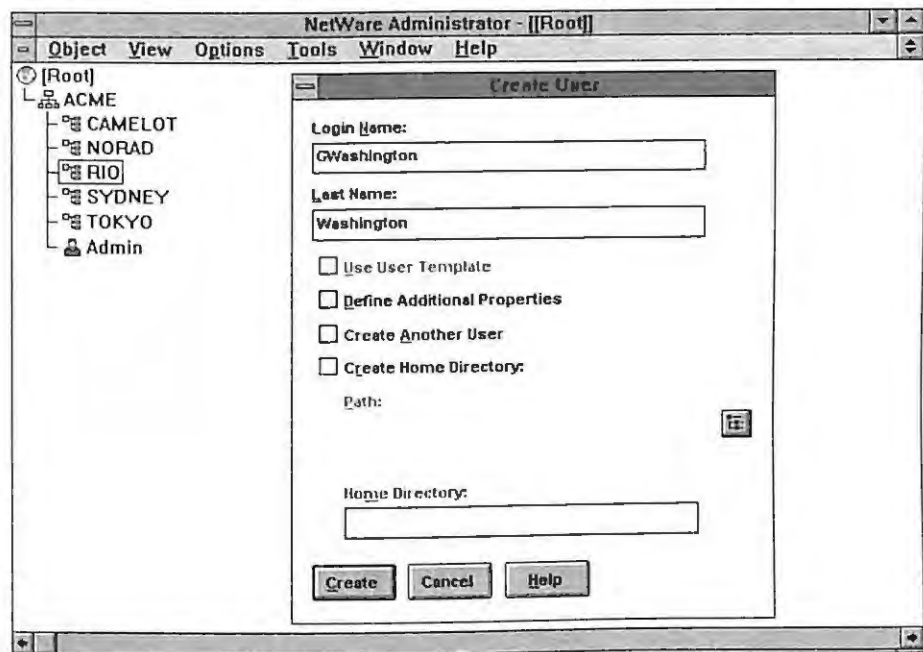 NetWare Administrator - [[Root]]
Object View Options Tools Window Help
[Root]
ACME
CAMELOT
NORAD
RIO
SYDNEY
TOKYO
Admin
Create User
Login Name:
GWashington
Last Name:
Washington
Use User Template
Define Additional Properties
Create Another User
Create Home Directory:
Path:
Home Directory:
Create Cancel Help